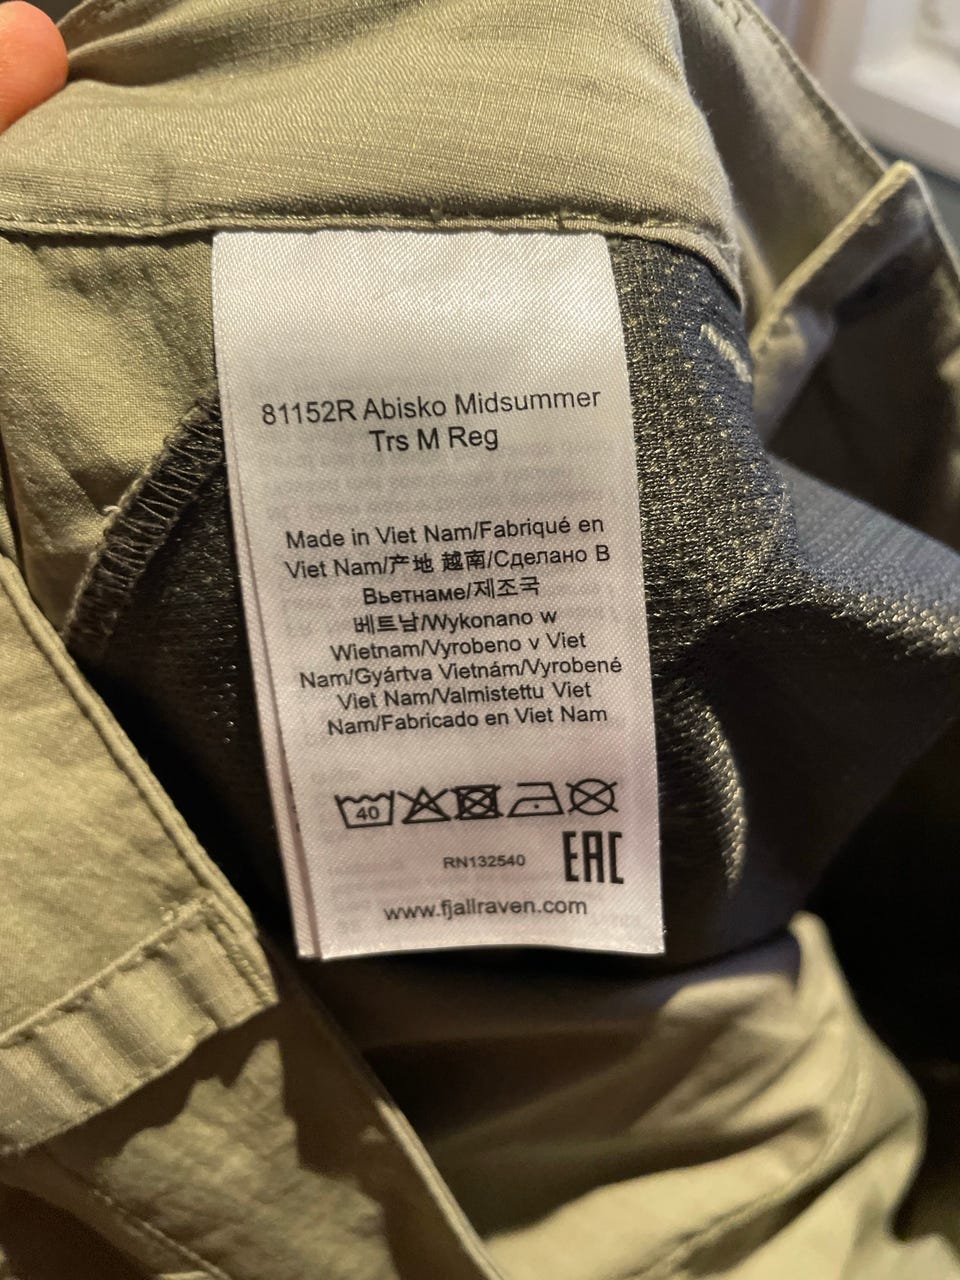 81152R Abisko Midsummer
Trs M Reg
Made in Viet Nam/Fabriqué en
Viet Nam/产地 越南/Сделано В
Вьетнаме/제조국
베트남/Wykonano w
Wietnam/Vyrobeno v Viet
Nam/Gyártva Vietnám/Vyrobené
Viet Nam/Valmistettu Viet
Nam/Fabricado en Viet Nam
40
RN132540
EAC
www.fjallraven.com